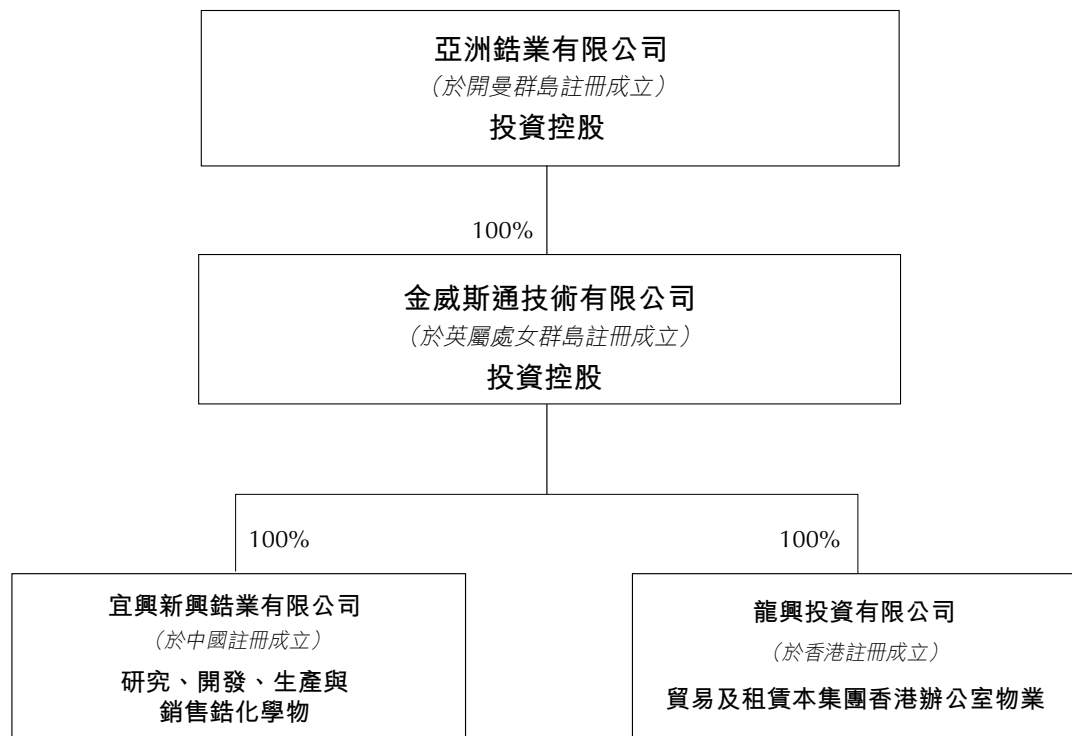 亞洲鋯業有限公司
（於開曼群島註冊成立）
投資控股
100%
金威斯通技術有限公司
（於英屬處女群島註冊成立）
投資控股
100%
100%
宜興新興鋯業有限公司
（於中國註冊成立）
研究、開發、生產與
銷售鋯化學物
龍興投資有限公司
（於香港註冊成立）
貿易及租賃本集團香港辦公室物業